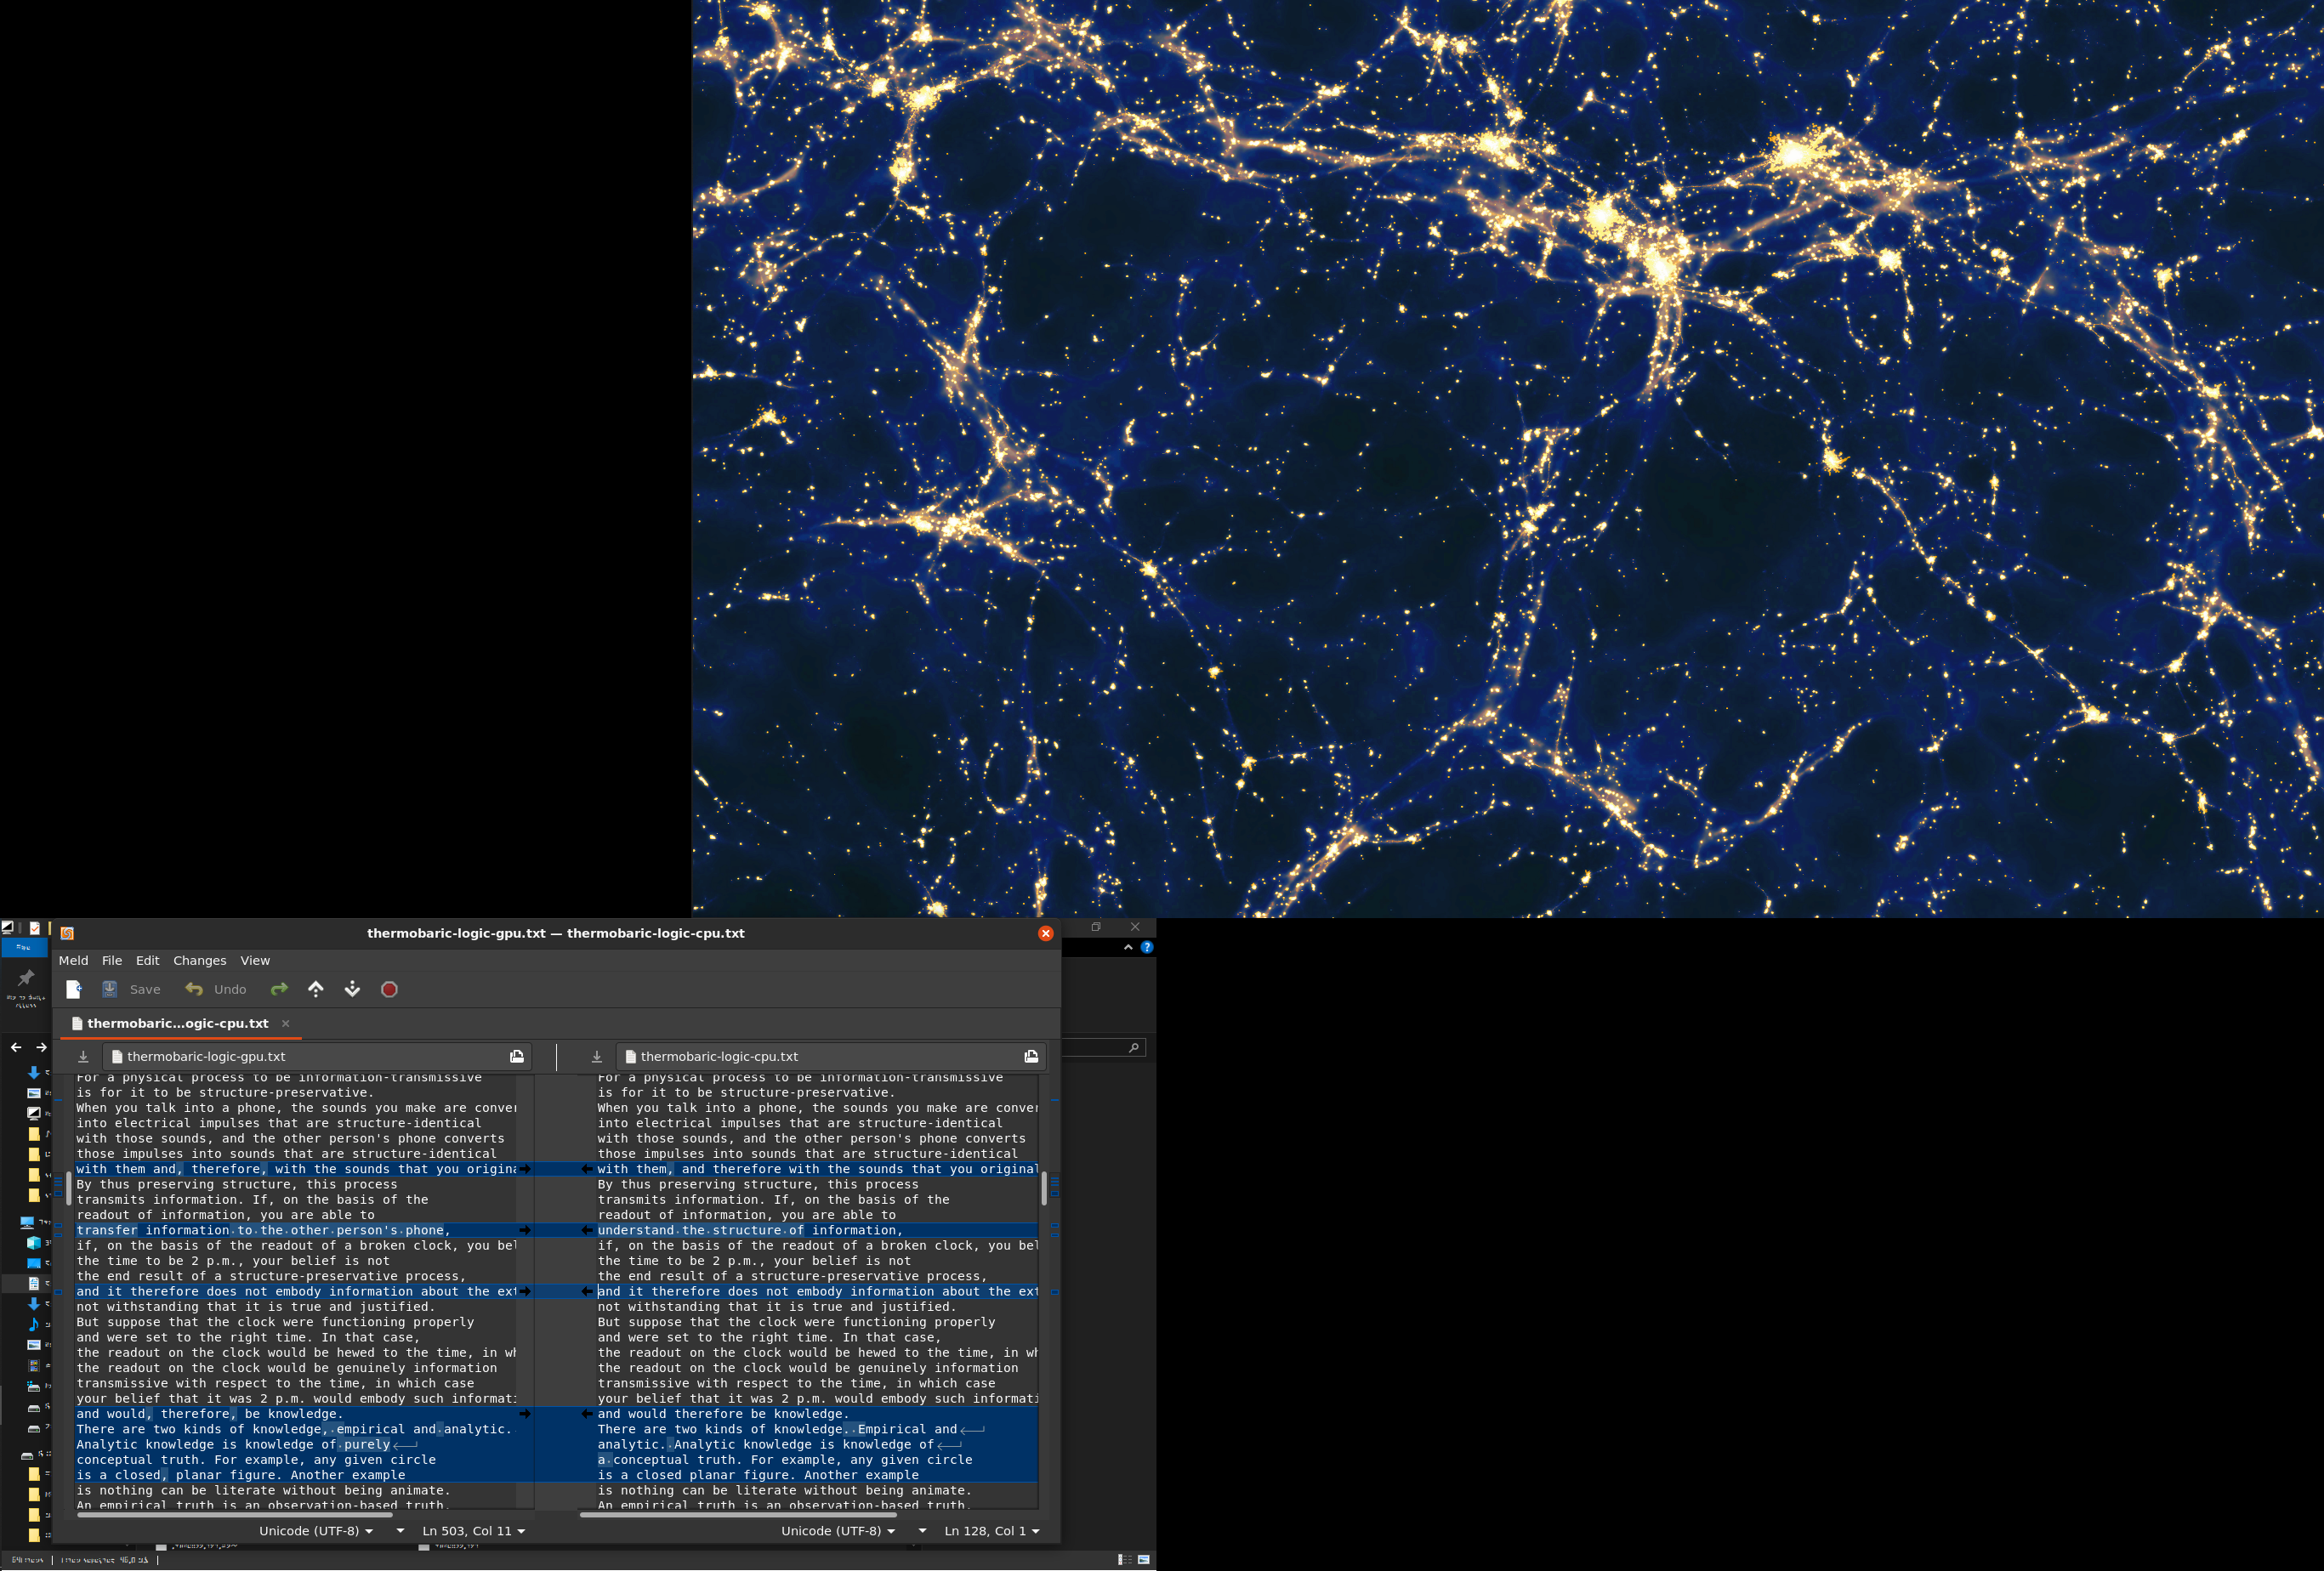 thermobaric-logic-gpu.txt — thermobaric-logic-cpu.txt
Meld File Edit Changes View
Save Undo
thermobaric...ogic-cpu.txt
thermobaric-logic-gpu.txt
For a physical process to be information-transmissive
is for it to be structure-preservative.
When you talk into a phone, the sounds you make are conver
into electrical impulses that are structure-identical
with those sounds, and the other person's phone converts
those impulses into sounds that are structure-identical
with them and, therefore, with the sounds that you origina
By thus preserving structure, this process
transmits information. If, on the basis of the
readout of information, you are able to
transfer information to the other person's phone,
if, on the basis of the readout of a broken clock, you bel
the time to be 2 p.m., your belief is not
the end result of a structure-preservative process,
and it therefore does not embody information about the ext
not withstanding that it is true and justified.
But suppose that the clock were functioning properly
and were set to the right time. In that case,
the readout on the clock would be hewed to the time, in wh
the readout on the clock would be genuinely information
transmissive with respect to the time, in which case
your belief that it was 2 p.m. would embody such informati
and would, therefore, be knowledge.
There are two kinds of knowledge, empirical and analytic.
Analytic knowledge is knowledge of purely
conceptual truth. For example, any given circle
is a closed, planar figure. Another example
is nothing can be literate without being animate.
An empirical truth is an observation-based truth.
Unicode (UTF-8) Ln 503, Col 11
thermobaric-logic-cpu.txt
For a physical process to be information-transmissive
is for it to be structure-preservative.
When you talk into a phone, the sounds you make are conver
into electrical impulses that are structure-identical
with those sounds, and the other person's phone converts
those impulses into sounds that are structure-identical
with them, and therefore with the sounds that you original
By thus preserving structure, this process
transmits information. If, on the basis of the
readout of information, you are able to
understand the structure of information,
if, on the basis of the readout of a broken clock, you bel
the time to be 2 p.m., your belief is not
the end result of a structure-preservative process,
and it therefore does not embody information about the ext
not withstanding that it is true and justified.
But suppose that the clock were functioning properly
and were set to the right time. In that case,
the readout on the clock would be hewed to the time, in wh
the readout on the clock would be genuinely information
transmissive with respect to the time, in which case
your belief that it was 2 p.m. would embody such informati
and would therefore be knowledge.
There are two kinds of knowledge. Empirical and
analytic. Analytic knowledge is knowledge of
a conceptual truth. For example, any given circle
is a closed planar figure. Another example
is nothing can be literate without being animate.
An empirical truth is an observation-based truth.
Unicode (UTF-8) Ln 128, Col 1